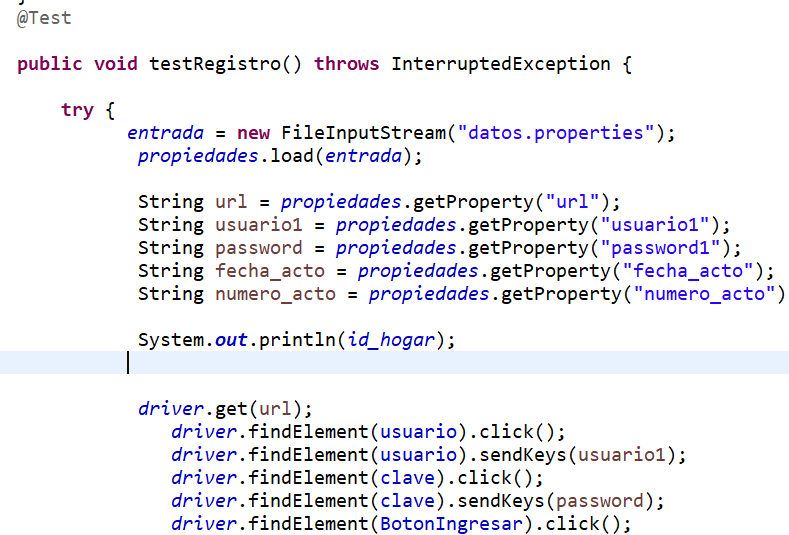 @Test
public void testRegistro() throws InterruptedException {
try {
entrada = new FileInputStream("datos.properties");
propiedades.load(entrada);
String url = propiedades.getProperty("url");
String usuario1 = propiedades.getProperty("usuario1");
String password = propiedades.getProperty("password1");
String fecha_acto = propiedades.getProperty("fecha_acto");
String numero_acto = propiedades.getProperty("numero_acto")
System.out.println(id_hogar);
driver.get(url);
driver.findElement(usuario).click();
driver.findElement(usuario).sendKeys(usuario1);
driver.findElement(clave).click();
driver.findElement(clave).sendKeys(password);
driver.findElement(BotonIngresar).click();